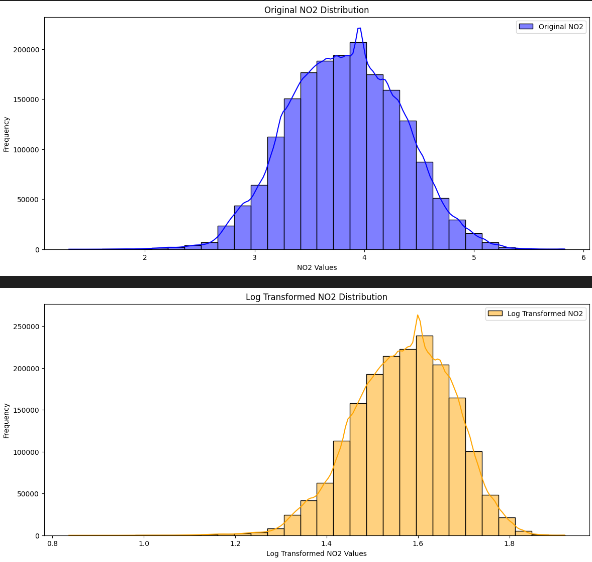 Original NO2 Distribution
Original NO2
Frequency
200000
150000
100000
50000
0
2 3 4 5 6
NO2 Values
Log Transformed NO2 Distribution
Log Transformed NO2
Frequency
250000
200000
150000
100000
50000
0
0.8 1.0 1.2 1.4 1.6 1.8
Log Transformed NO2 Values